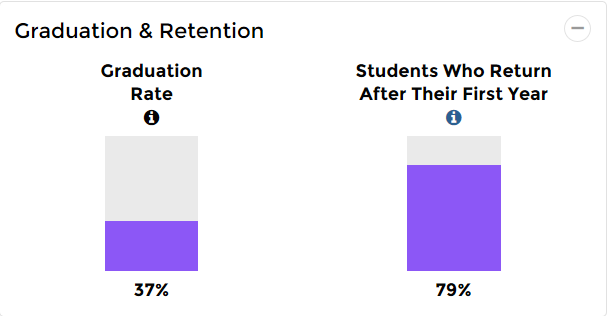 Graduation & Retention
Graduation
Rate
37%
Students Who Return
After Their First Year
79%